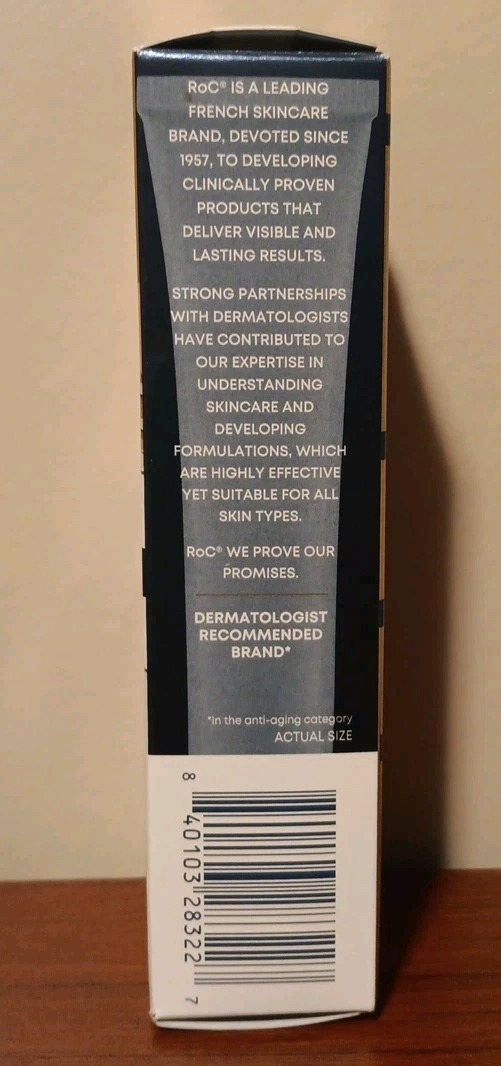 RoC® IS A LEADING
FRENCH SKINCARE
BRAND, DEVOTED SINCE
1957, TO DEVELOPING
CLINICALLY PROVEN
PRODUCTS THAT
DELIVER VISIBLE AND
LASTING RESULTS.
STRONG PARTNERSHIPS
WITH DERMATOLOGISTS
HAVE CONTRIBUTED TO
OUR EXPERTISE IN
UNDERSTANDING
SKINCARE AND
DEVELOPING
FORMULATIONS, WHICH
ARE HIGHLY EFFECTIVE
YET SUITABLE FOR ALL
SKIN TYPES.
RoC® WE PROVE OUR
PROMISES.
DERMATOLOGIST
RECOMMENDED
BRAND*
*In the anti-aging category
ACTUAL SIZE
8 40103 28322 7